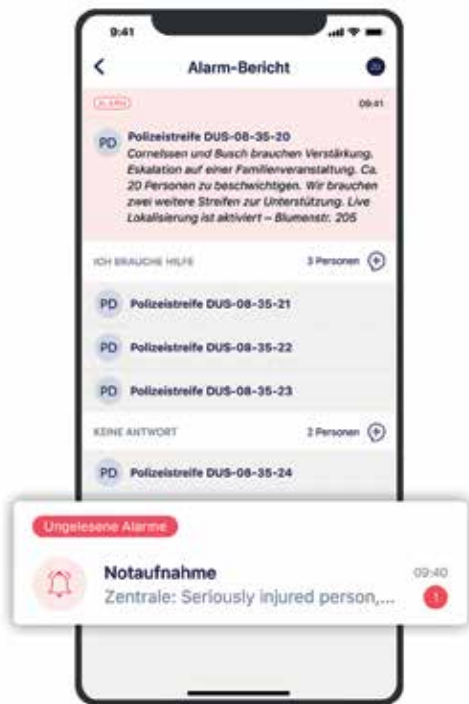 9:41
Alarm-Bericht
20
ALARM
09:41
PD Polizeistreife DUS-08-35-20
Cornelssen und Busch brauchen Verstärkung.
Eskalation auf einer Familienveranstaltung. Ca.
20 Personen zu beschwichtigen. Wir brauchen
zwei weitere Streifen zur Unterstützung. Live
Lokalisierung ist aktiviert – Blumenstr. 205
ICH BRAUCHE HILFE 3 Personen
PD Polizeistreife DUS-08-35-21
PD Polizeistreife DUS-08-35-22
PD Polizeistreife DUS-08-35-23
KEINE ANTWORT 2 Personen
PD Polizeistreife DUS-08-35-24
Ungelesene Alarme
Notaufnahme 09:40
Zentrale: Seriously injured person,... 1